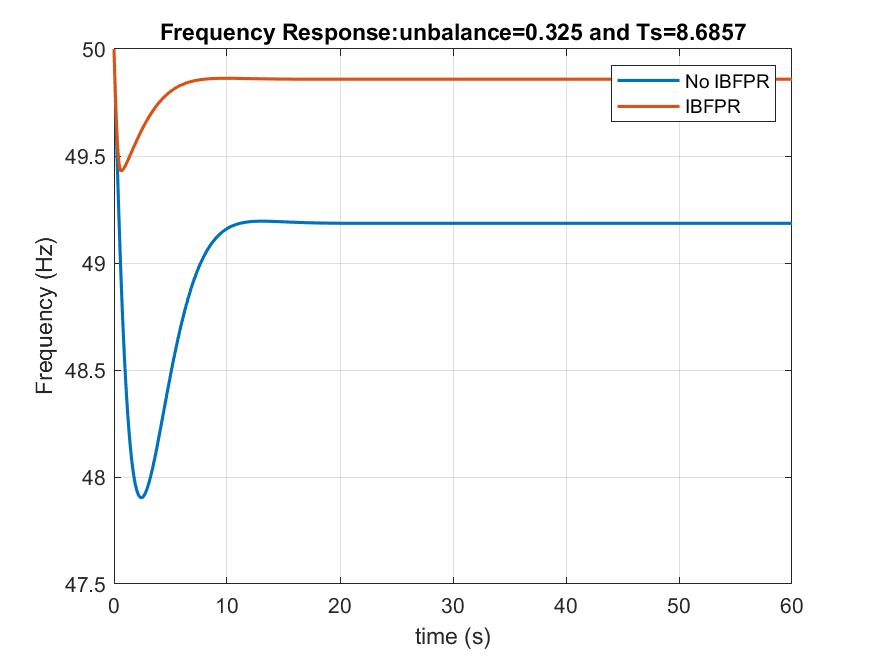 Frequency Response:unbalance=0.325 and Ts=8.6857
50
49.5
49
48.5
48
47.5
Frequency (Hz)
No IBFPR
IBFPR
0 10 20 30 40 50 60
time (s)